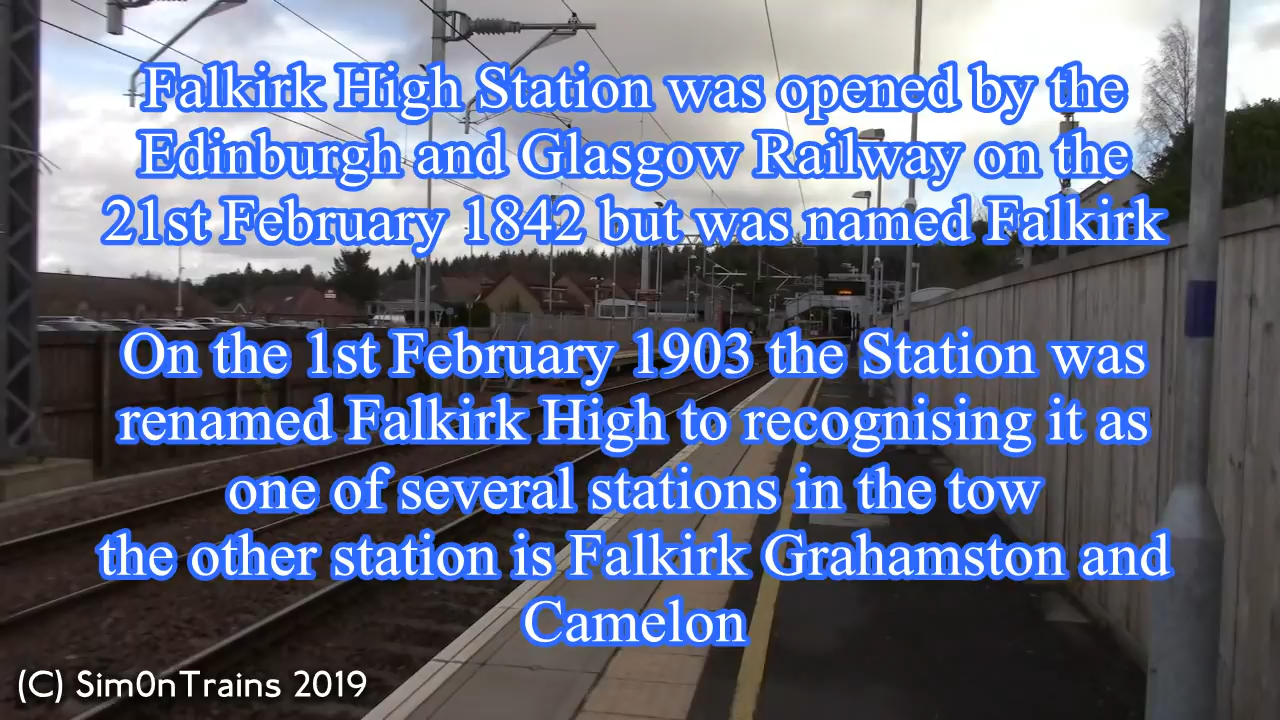 Falkirk High Station was opened by the
Edinburgh and Glasgow Railway on the
21st February 1842 but was named Falkirk
On the 1st February 1903 the Station was
renamed Falkirk High to recognising it as
one of several stations in the tow
the other station is Falkirk Grahamston and
Camelon
(C) Sim0nTrains 2019